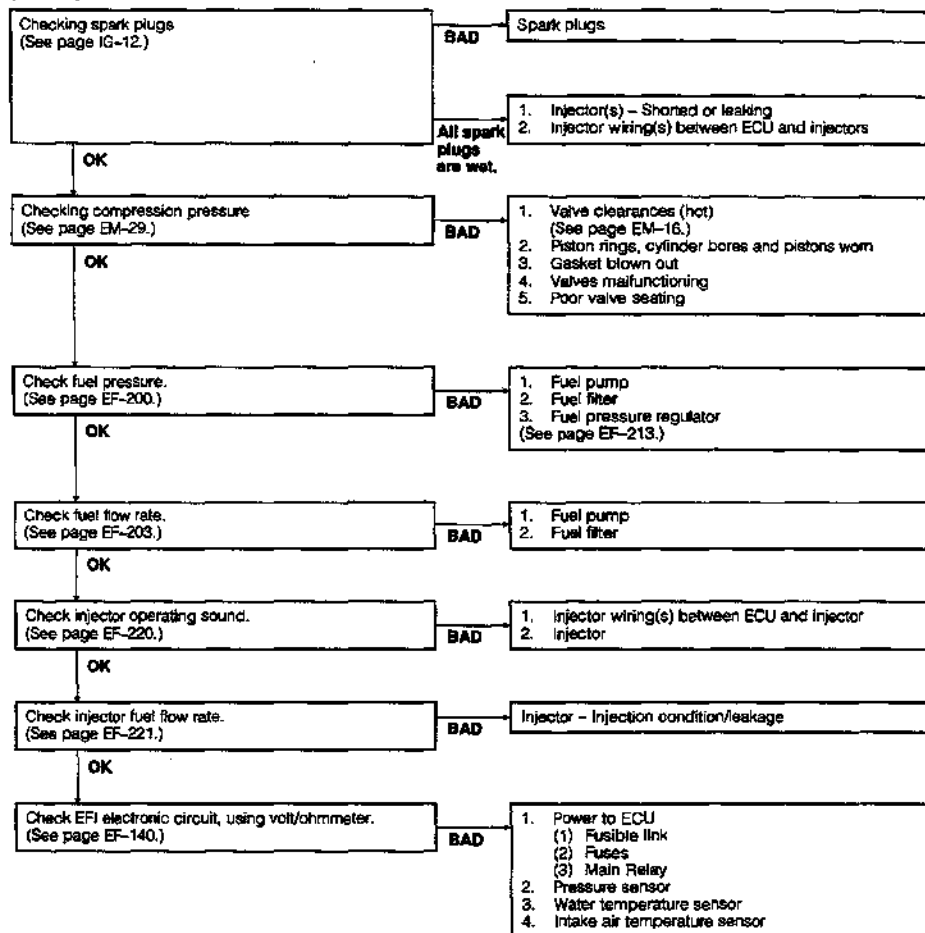 Checking spark plugs
(See page IG-12.)
BAD
Spark plugs
All spark
plugs
are wet.
1. Injector(s) – Shorted or leaking
2. Injector wiring(s) between ECU and injectors
OK
Checking compression pressure
(See page EM-29.)
BAD
1. Valve clearances (hot)
(See page EM-16.)
2. Piston rings, cylinder bores and pistons worn
3. Gasket blown out
4. Valves malfunctioning
5. Poor valve seating
OK
Check fuel pressure.
(See page EF-200.)
BAD
1. Fuel pump
2. Fuel filter
3. Fuel pressure regulator
(See page EF-213.)
OK
Check fuel flow rate.
(See page EF-203.)
BAD
1. Fuel pump
2. Fuel filter
OK
Check injector operating sound.
(See page EF-220.)
BAD
1. Injector wiring(s) between ECU and injector
2. Injector
OK
Check injector fuel flow rate.
(See page EF-221.)
BAD
Injector – Injection condition/leakage
OK
Check EFI electronic circuit, using volt/ohmmeter.
(See page EF-140.)
BAD
1. Power to ECU
(1) Fusible link
(2) Fuses
(3) Main Relay
2. Pressure sensor
3. Water temperature sensor
4. Intake air temperature sensor